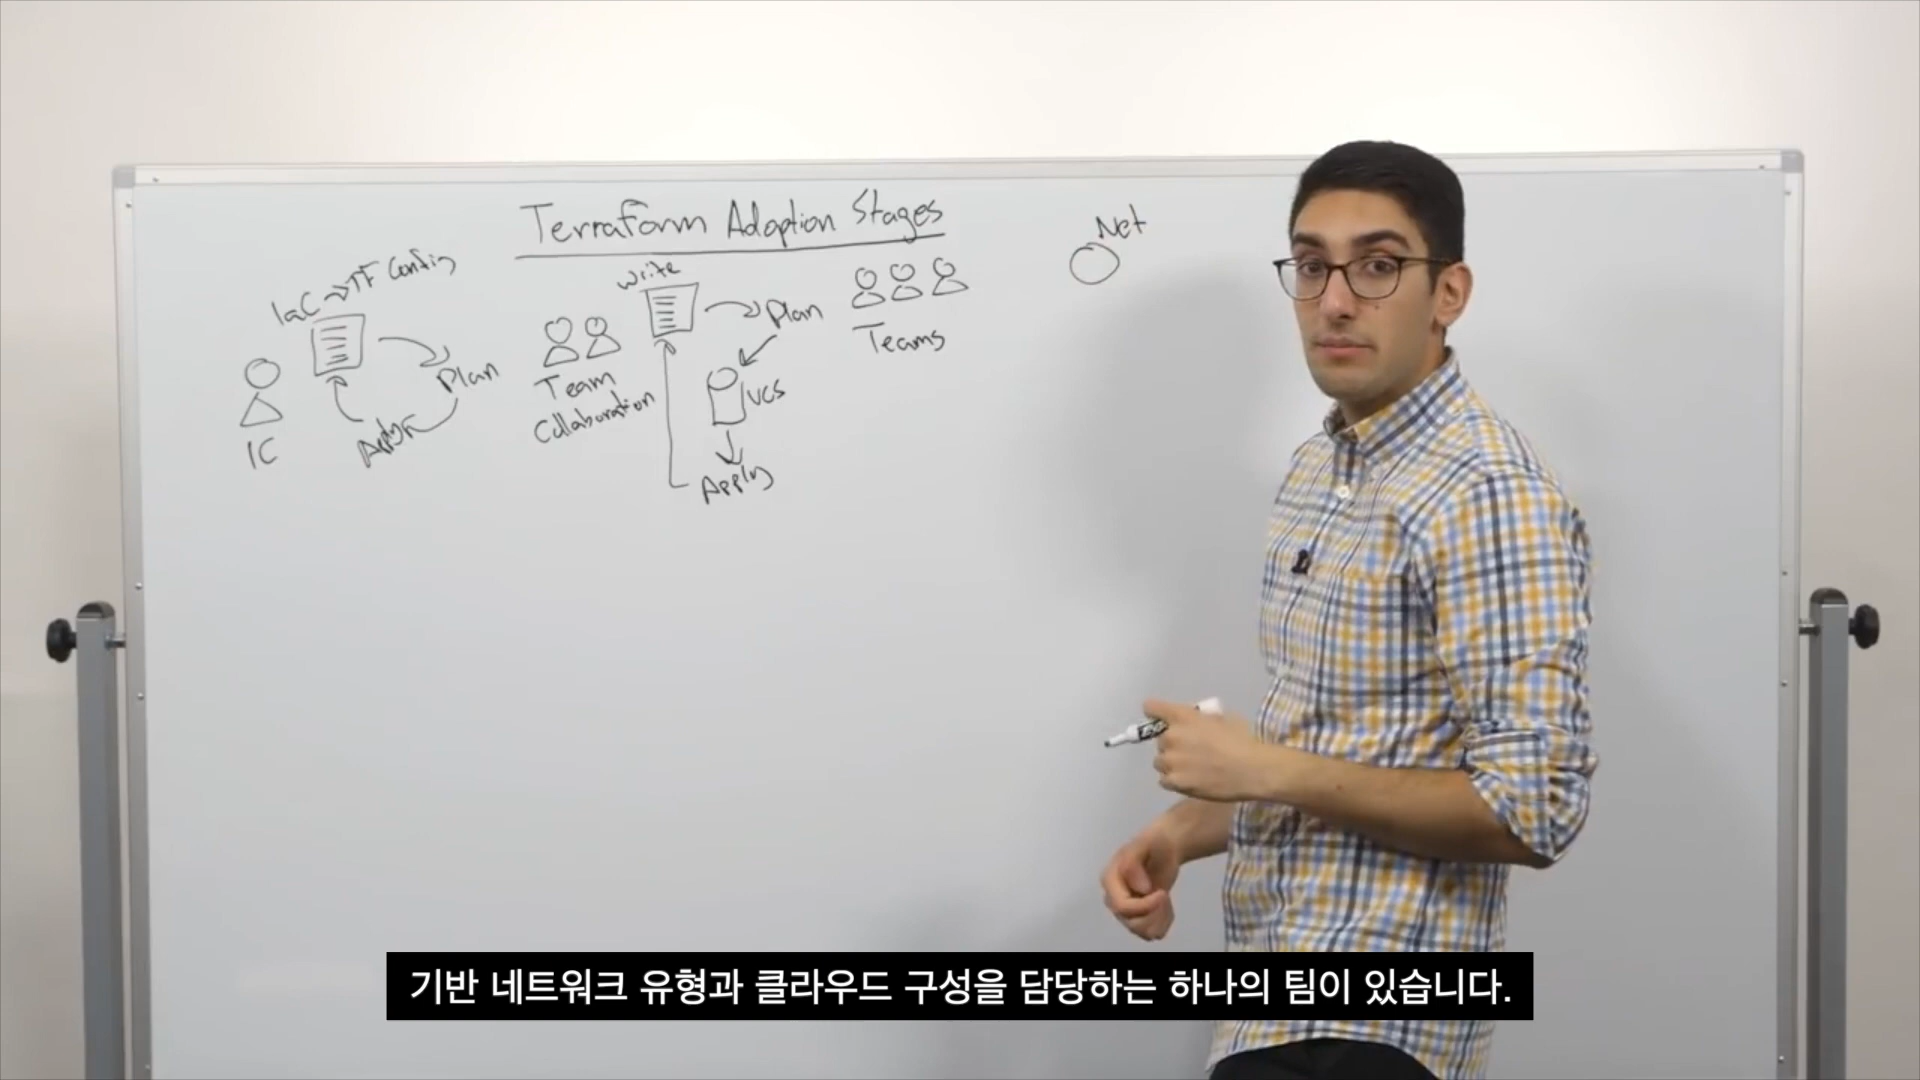 Terraform Adoption Stages
IaC → TF Config
Plan
Apply
IC
Team
Collaboration
write
Plan
VCS
Apply
Teams
Net
기반 네트워크 유형과 클라우드 구성을 담당하는 하나의 팀이 있습니다.